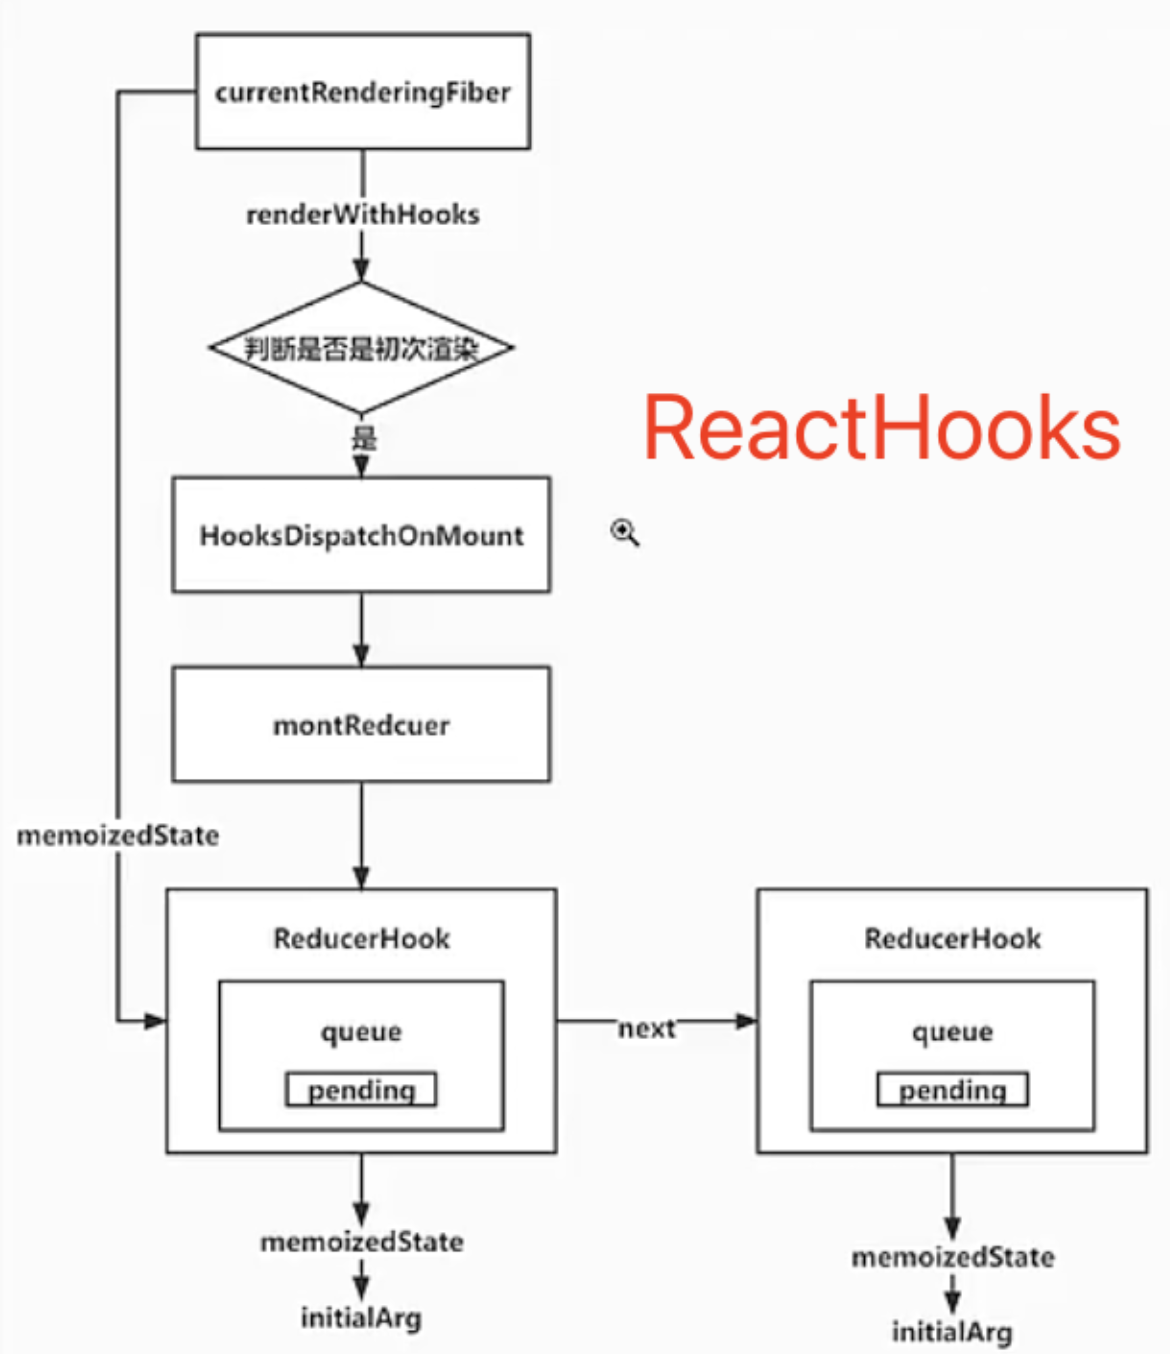 currentRenderingFiber
renderWithHooks
判断是否是初次渲染
是
ReactHooks
HooksDispatchOnMount
montRedcuer
memoizedState
ReducerHook
queue
pending
next
ReducerHook
queue
pending
memoizedState
initialArg
memoizedState
initialArg